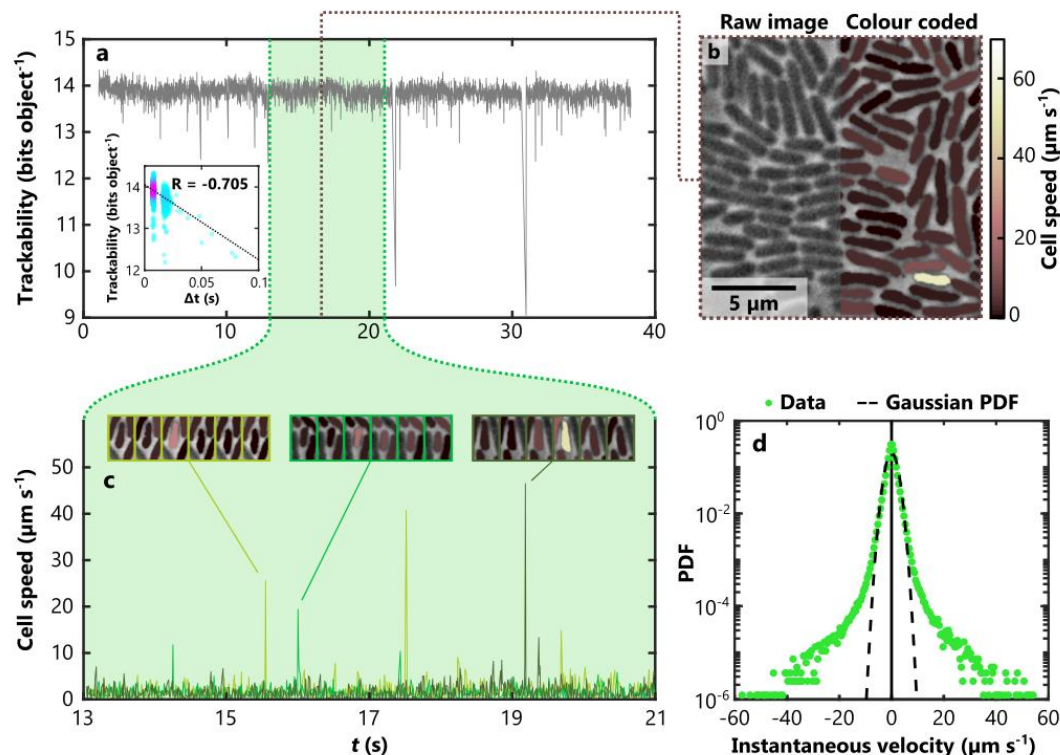 a
Trackability (bits object⁻¹)
15
14
13
12
11
10
9
0
10
20
30
40
R = -0.705
Trackability (bits object⁻¹)
14
13
12
0
0.05
0.1
Δt (s)
Raw image
Colour coded
b
5 µm
60
40
20
0
Cell speed (µm s⁻¹)
c
Cell speed (µm s⁻¹)
50
40
30
20
10
0
13
15
17
19
21
t (s)
Data
Gaussian PDF
d
PDF
10⁰
10⁻²
10⁻⁴
10⁻⁶
-60
-40
-20
0
20
40
60
Instantaneous velocity (µm s⁻¹)